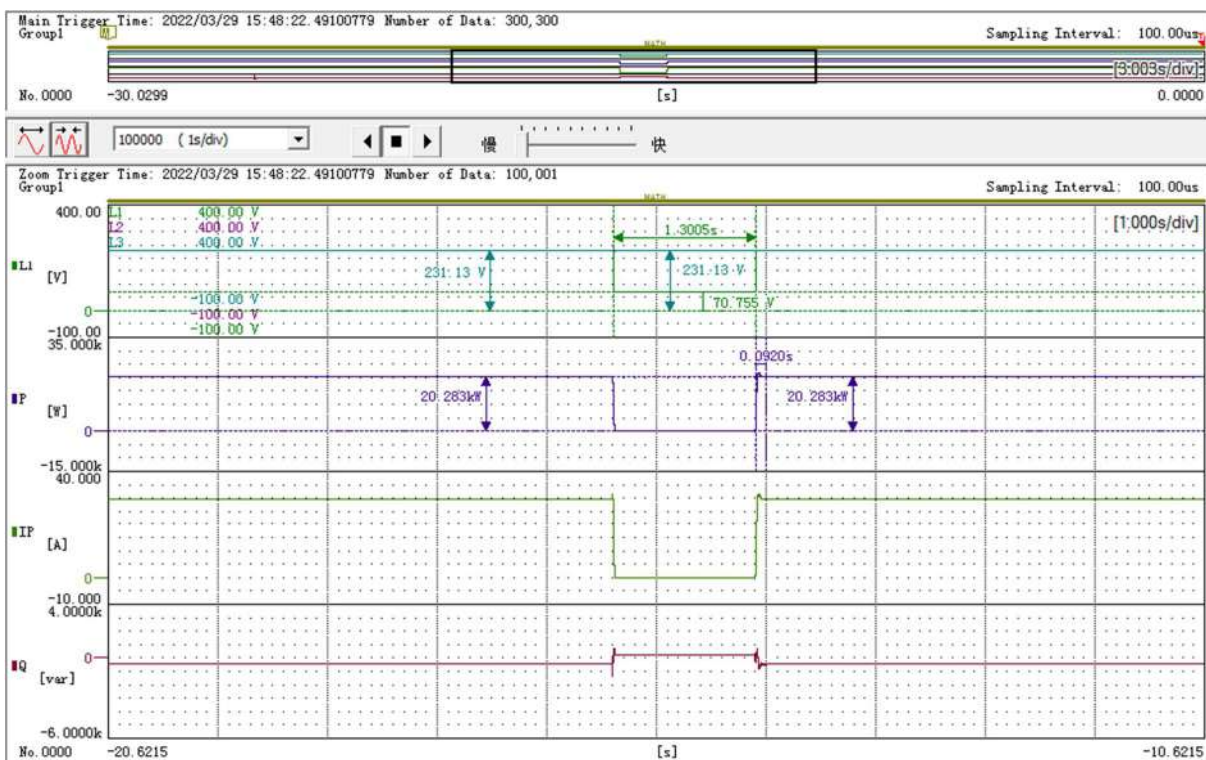 Main Trigger Time: 2022/03/29 15:48:22.49100779 Number of Data: 300,300
Group1 Sampling Interval: 100.00us
MATH
[3.003s/div]
No.0000 -30.0299 [s] 0.0000
100000 ( 1s/div) 慢 快
Zoom Trigger Time: 2022/03/29 15:48:22.49100779 Number of Data: 100,001
Group1 Sampling Interval: 100.00us
MATH
400.00 L1 400.00 V [1.000s/div]
L2 400.00 V
L3 400.00 V 1.3005s
L1
[V] 231.13 V 231.13 V
-100.00 V 70.755 V
0 -100.00 V
-100.00 V
-100.00
35.000k
0.0920s
P
[W] 20.283kW 20.283kW
0
-15.000k
40.000
IP
[A]
0
-10.000
4.0000k
0
Q
[var]
-6.0000k
No.0000 -20.6215 [s] -10.6215